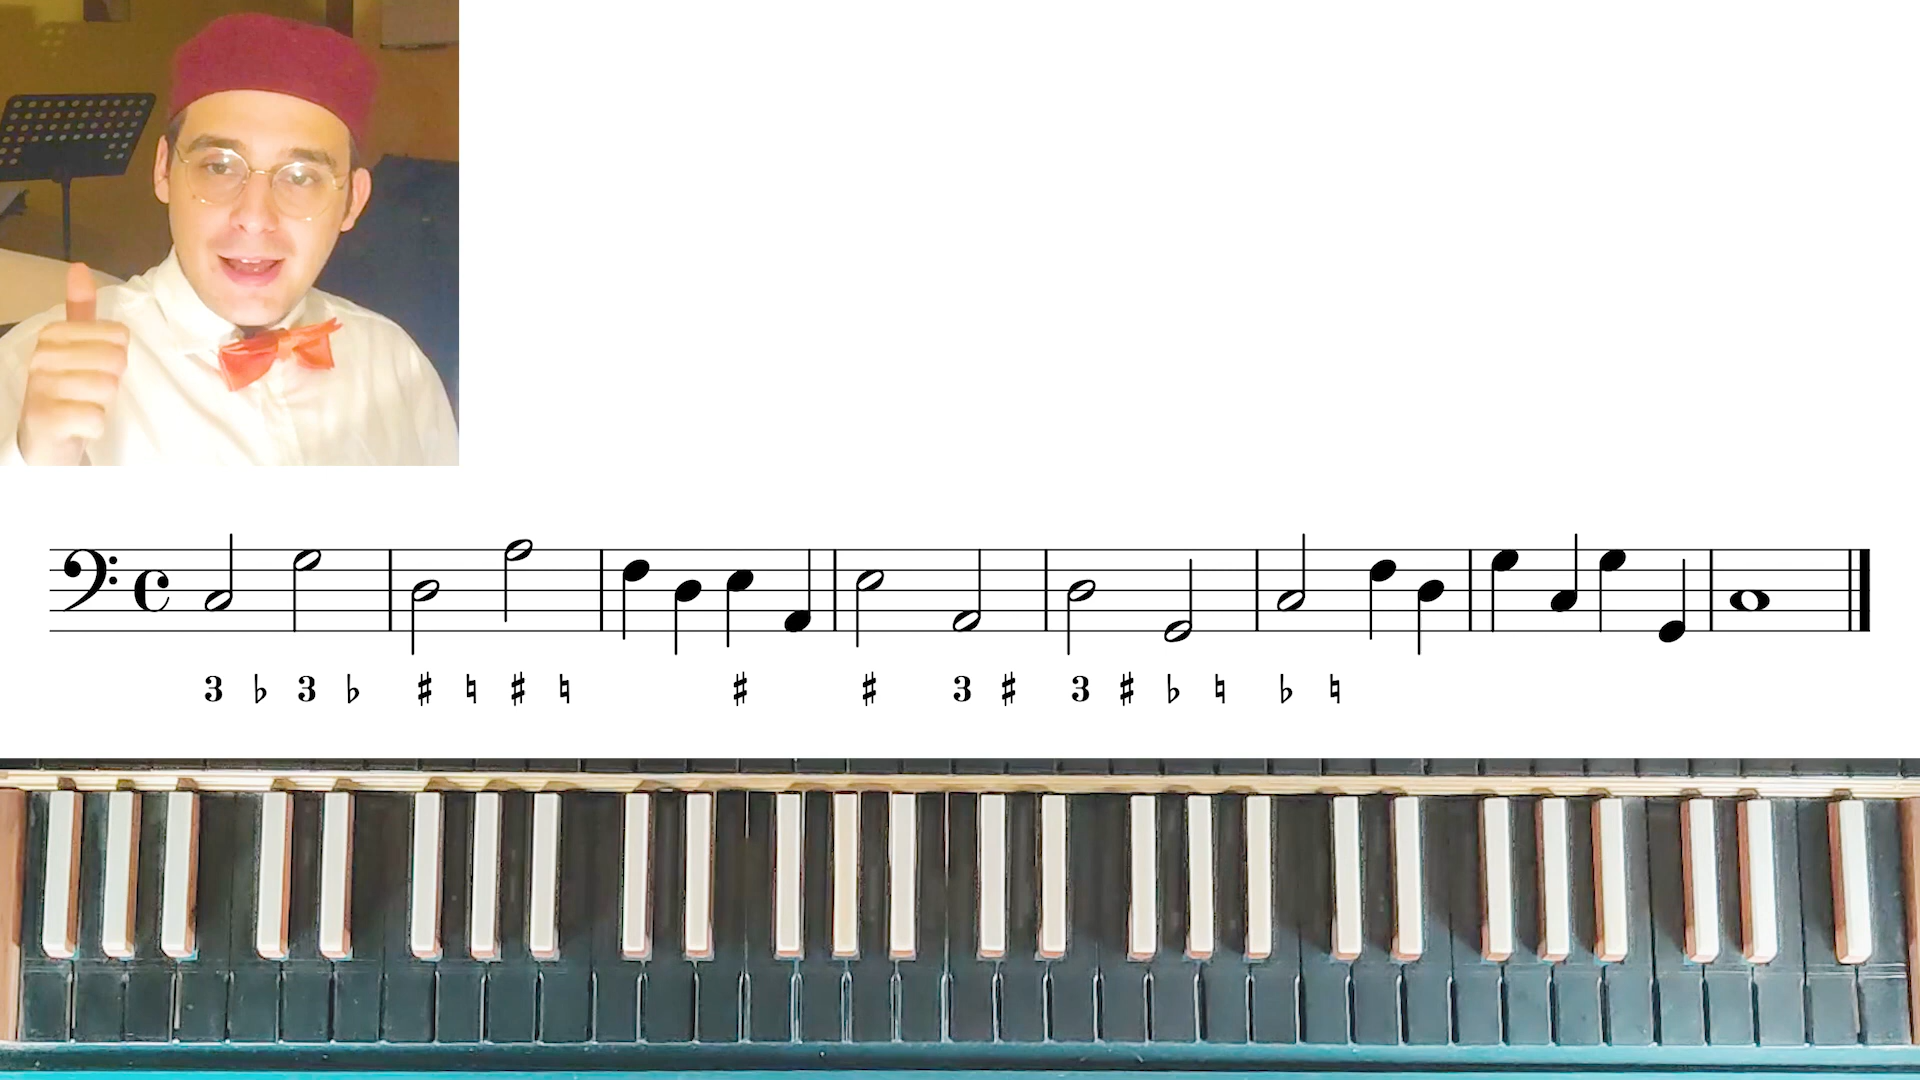 3 ♭ 3 ♭ ♯ ♮ ♯ ♮ ♯ ♯ 3 ♯ 3 ♯ ♭ ♮ ♭ ♮